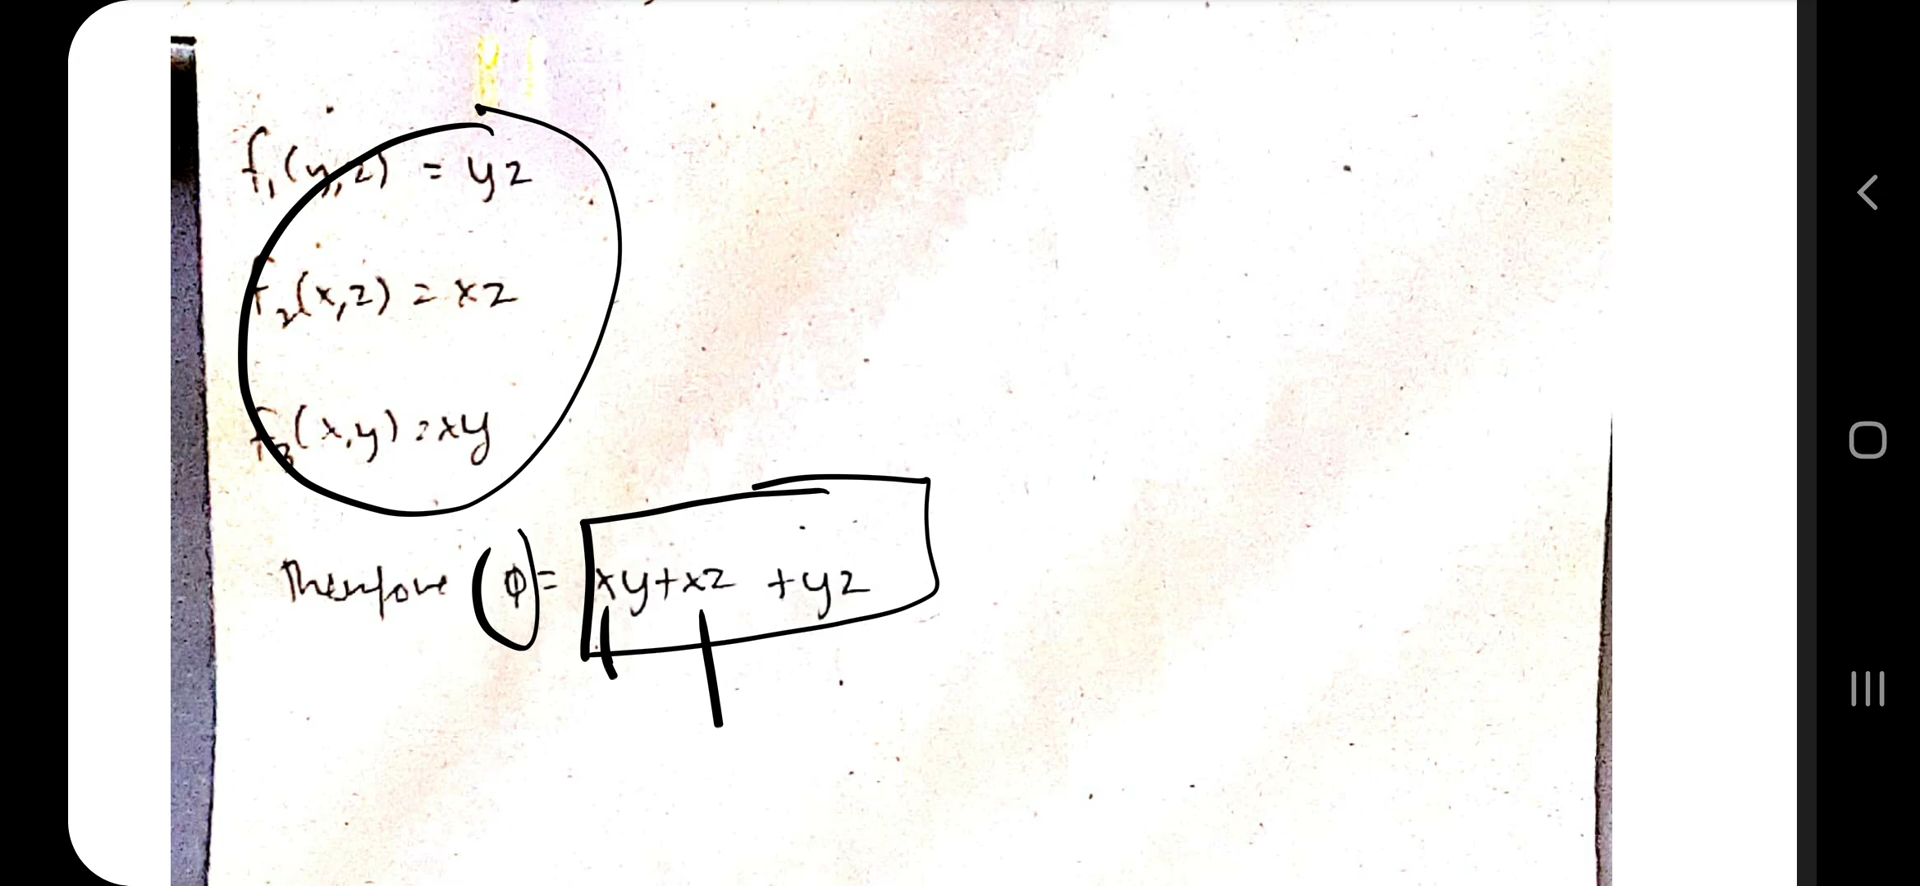 f₁(y,z) = yz
f₂(x,z) = xz
f₃(x,y) = xy
Therefore φ = xy+xz +yz